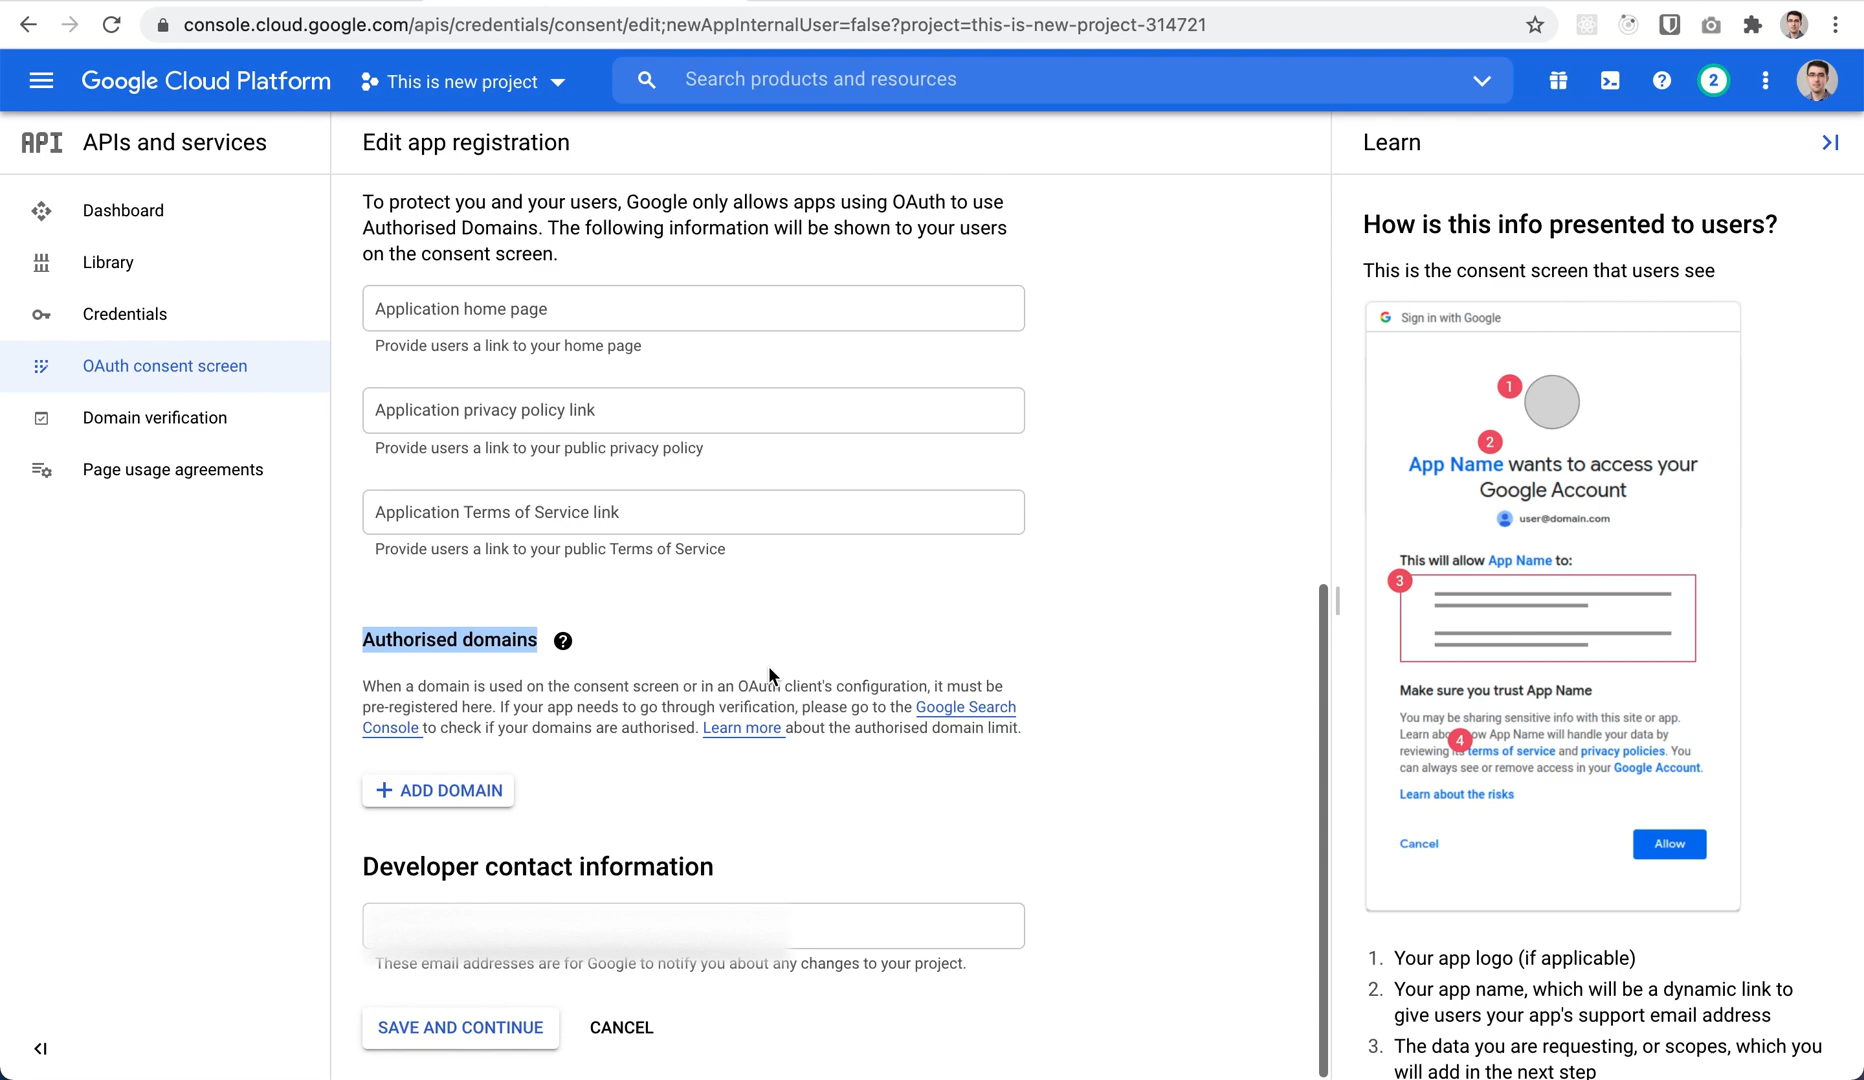 console.cloud.google.com/apis/credentials/consent/edit;newAppInternalUser=false?project=this-is-new-project-314721
Google Cloud Platform
This is new project
Search products and resources
2
API APIs and services
Dashboard
Library
Credentials
OAuth consent screen
Domain verification
Page usage agreements
Edit app registration
To protect you and your users, Google only allows apps using OAuth to use
Authorised Domains. The following information will be shown to your users
on the consent screen.
Application home page
Provide users a link to your home page
Application privacy policy link
Provide users a link to your public privacy policy
Application Terms of Service link
Provide users a link to your public Terms of Service
Authorised domains ?
When a domain is used on the consent screen or in an OAuth client's configuration, it must be
pre-registered here. If your app needs to go through verification, please go to the Google Search
Console to check if your domains are authorised. Learn more about the authorised domain limit.
+ ADD DOMAIN
Developer contact information
These email addresses are for Google to notify you about any changes to your project.
SAVE AND CONTINUE
CANCEL
Learn
How is this info presented to users?
This is the consent screen that users see
G Sign in with Google
1
2
App Name wants to access your
Google Account
user@domain.com
This will allow App Name to:
3
Make sure you trust App Name
You may be sharing sensitive info with this site or app.
Learn about how App Name will handle your data by
reviewing its terms of service and privacy policies. You
can always see or remove access in your Google Account.
4
Learn about the risks
Cancel
Allow
1. Your app logo (if applicable)
2. Your app name, which will be a dynamic link to
give users your app's support email address
3. The data you are requesting, or scopes, which you
will add in the next step